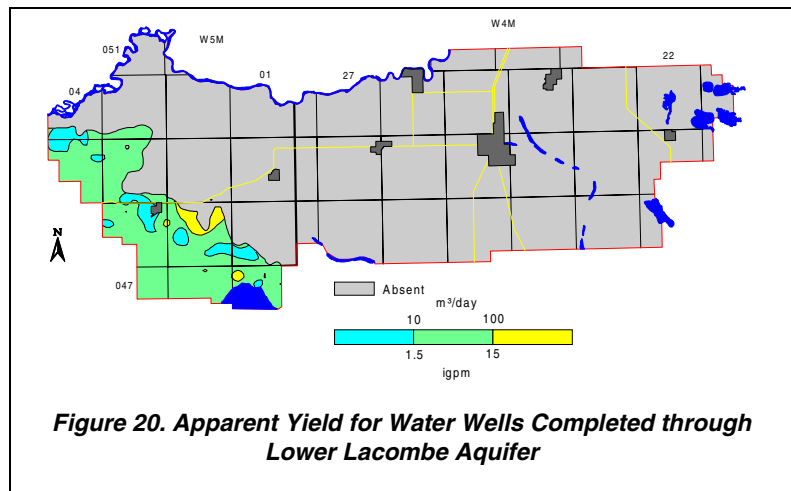 W4M
W5M
051
22
01
27
04
N
047
Absent
m³/day
10
100
1.5
15
igpm
Figure 20. Apparent Yield for Water Wells Completed through
Lower Lacombe Aquifer